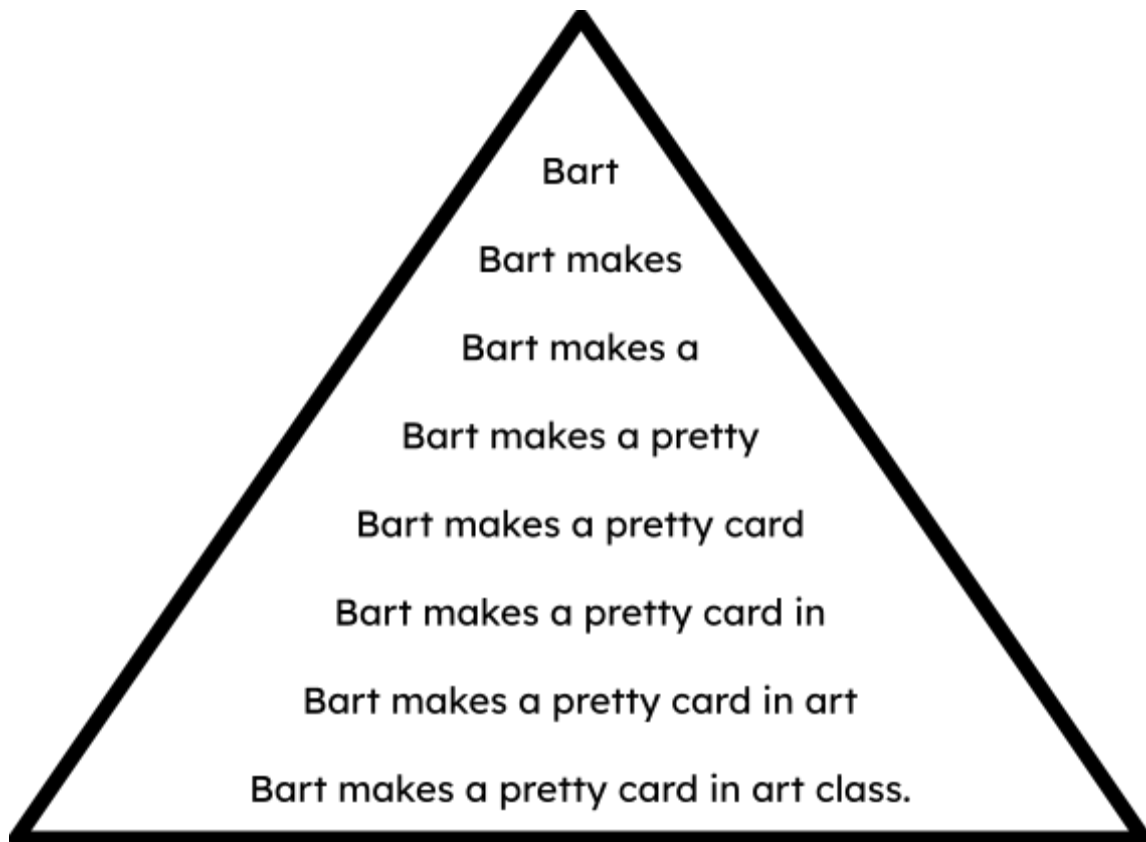 Bart
Bart makes
Bart makes a
Bart makes a pretty
Bart makes a pretty card
Bart makes a pretty card in
Bart makes a pretty card in art
Bart makes a pretty card in art class.